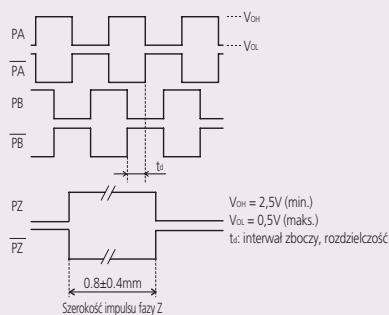 PA
VOH
VOL
PA
PB
PB
td
PZ
PZ
VOH = 2,5V (min.)
VOL = 0,5V (maks.)
td: interwał zboczy, rozdzielczość
0.8±0.4mm
Szerokość impulsu fazy Z